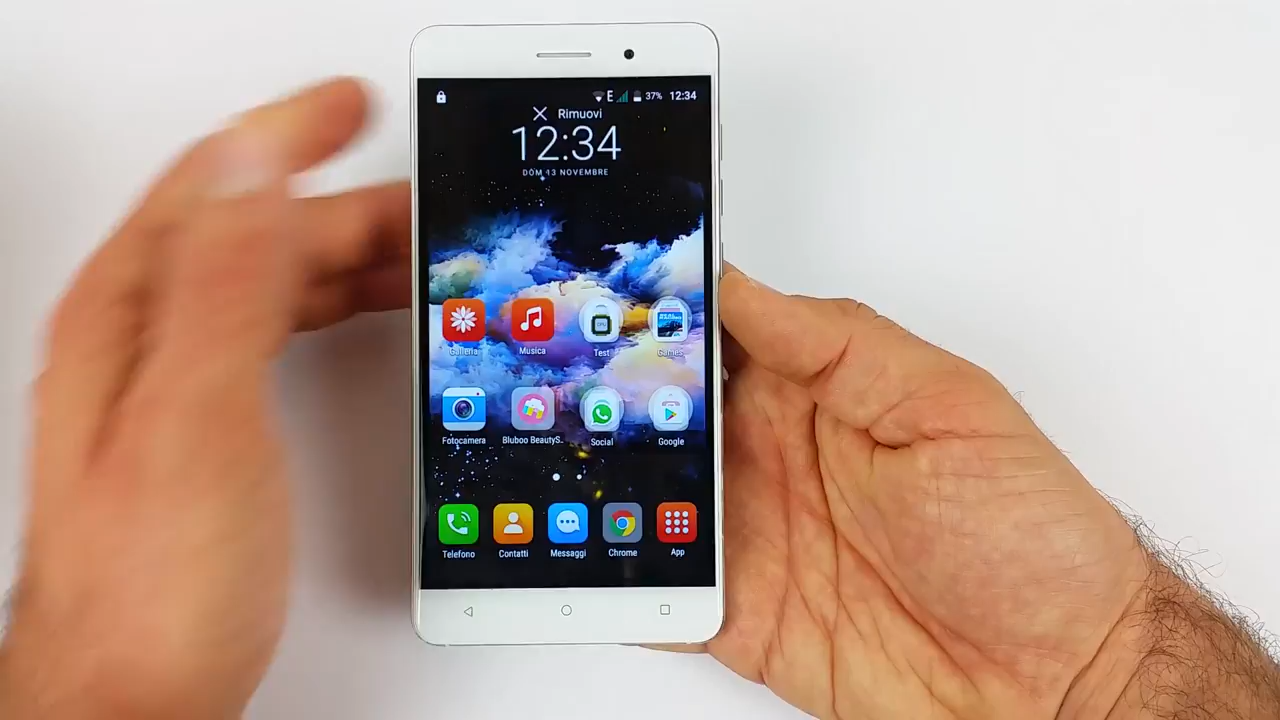 E 37% 12:34
Rimuovi
12:34
DOM 13 NOVEMBRE
Galleria Musica Test Games
Fotocamera Bluboo BeautyS.. Social Google
Telefono Contatti Messaggi Chrome App